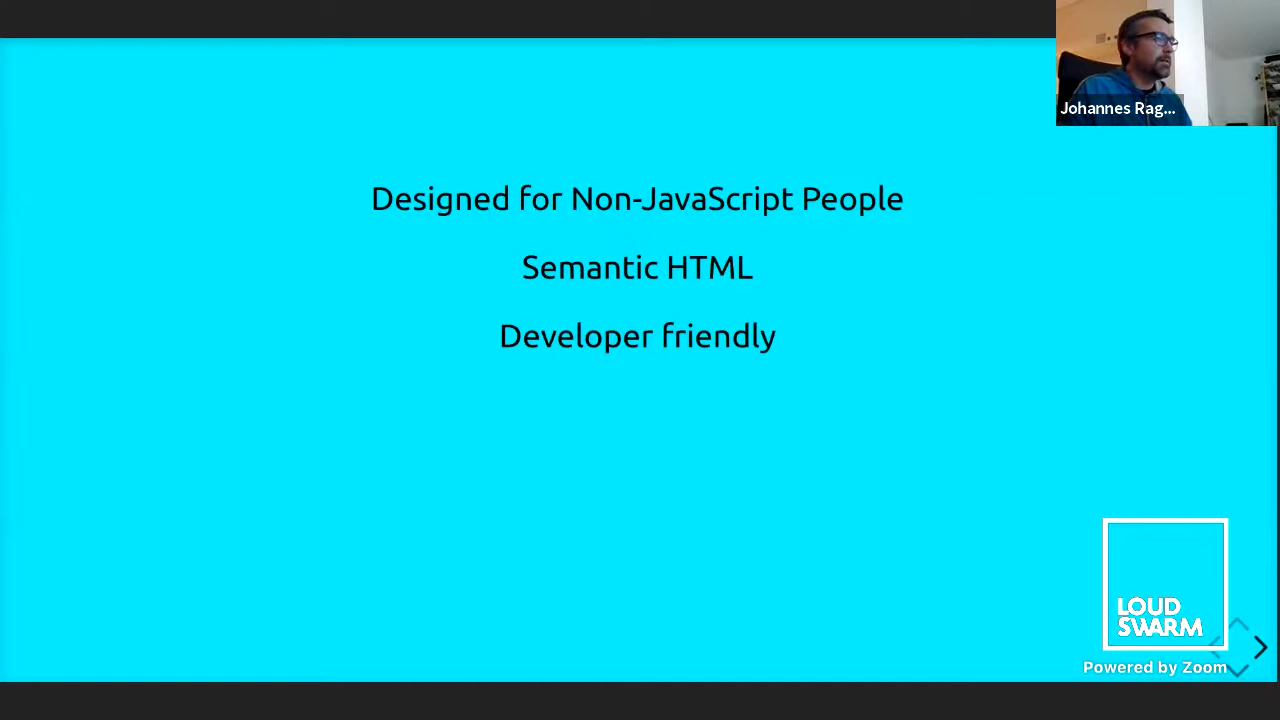 Johannes Rag...
Designed for Non-JavaScript People
Semantic HTML
Developer friendly
LOUD
SWARM
Powered by Zoom